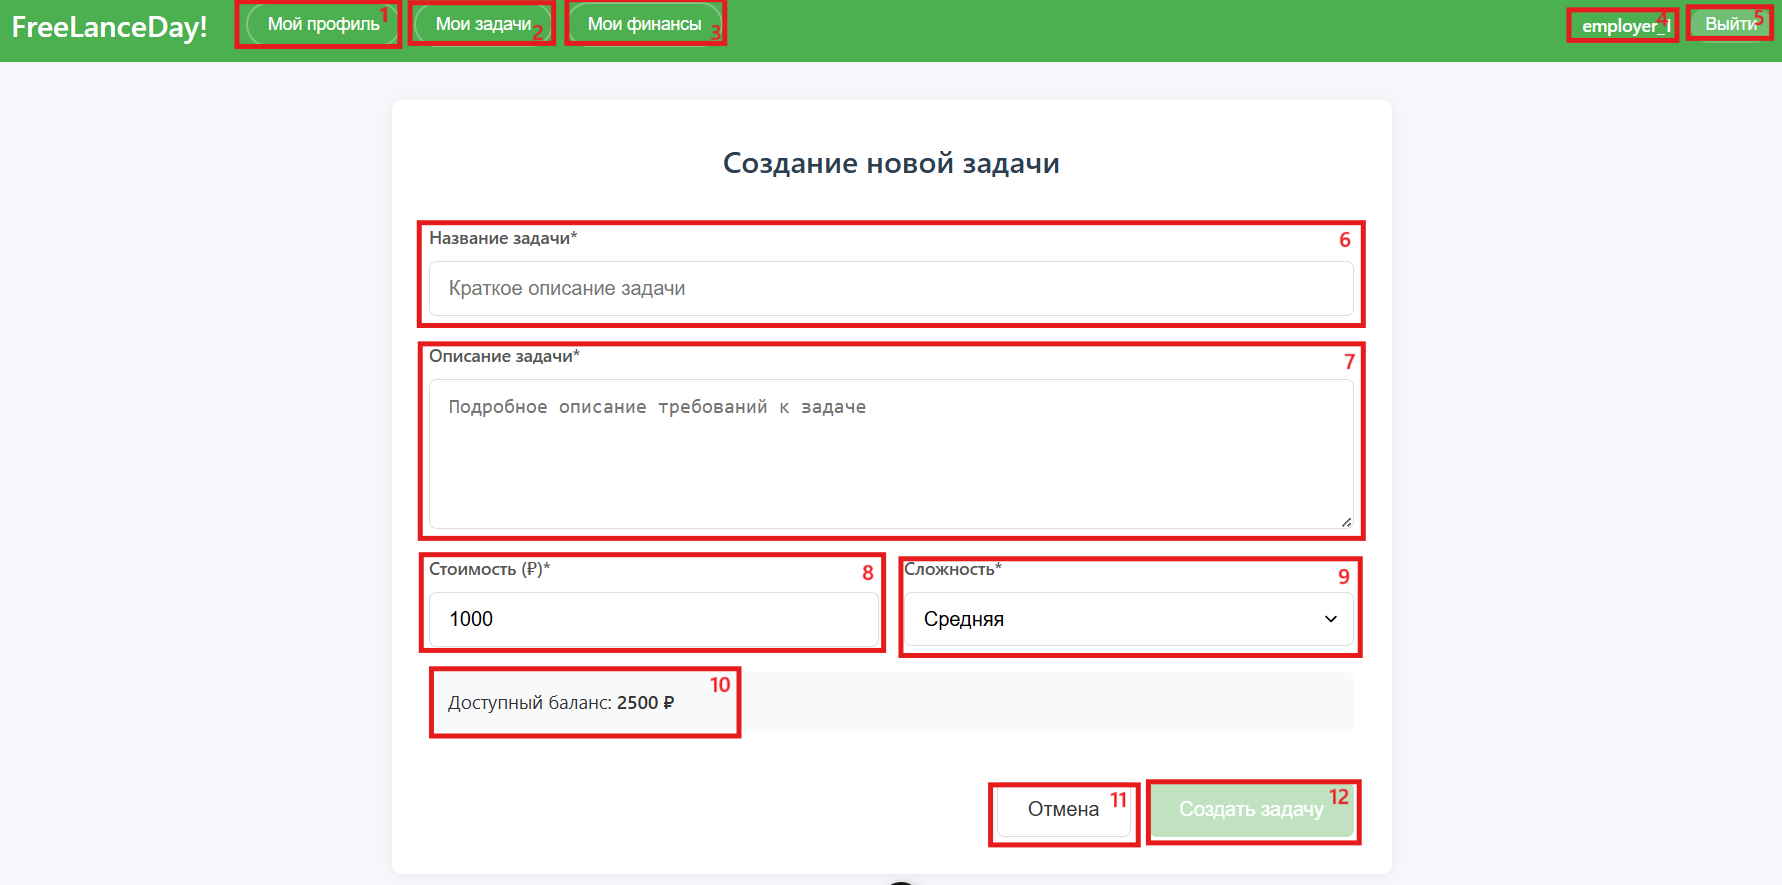 FreeLanceDay! Мой профиль 1 Мои задачи 2 Мои финансы 3 employer_1 4 Выйти 5
Создание новой задачи
Название задачи* 6
Краткое описание задачи
Описание задачи* 7
Подробное описание требований к задаче
Стоимость (₽)* 8 Сложность* 9
1000 Средняя
Доступный баланс: 2500 ₽ 10
Отмена 11 Создать задачу 12